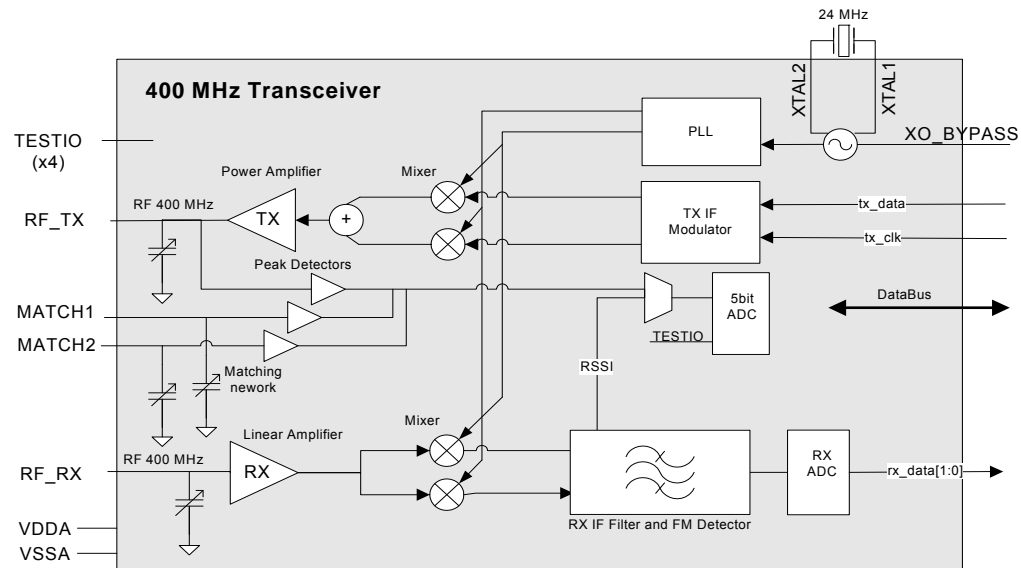 24 MHz
XTAL2
XTAL1
400 MHz Transceiver
PLL
XO_BYPASS
TESTIO
(x4)
Power Amplifier
Mixer
RF 400 MHz
RF_TX
TX
+
TX IF
Modulator
tx_data
tx_clk
Peak Detectors
MATCH1
MATCH2
5bit
ADC
DataBus
TESTIO
RSSI
Matching
nework
Mixer
Linear Amplifier
RF 400 MHz
RF_RX
RX
RX
ADC
rx_data[1:0]
RX IF Filter and FM Detector
VDDA
VSSA